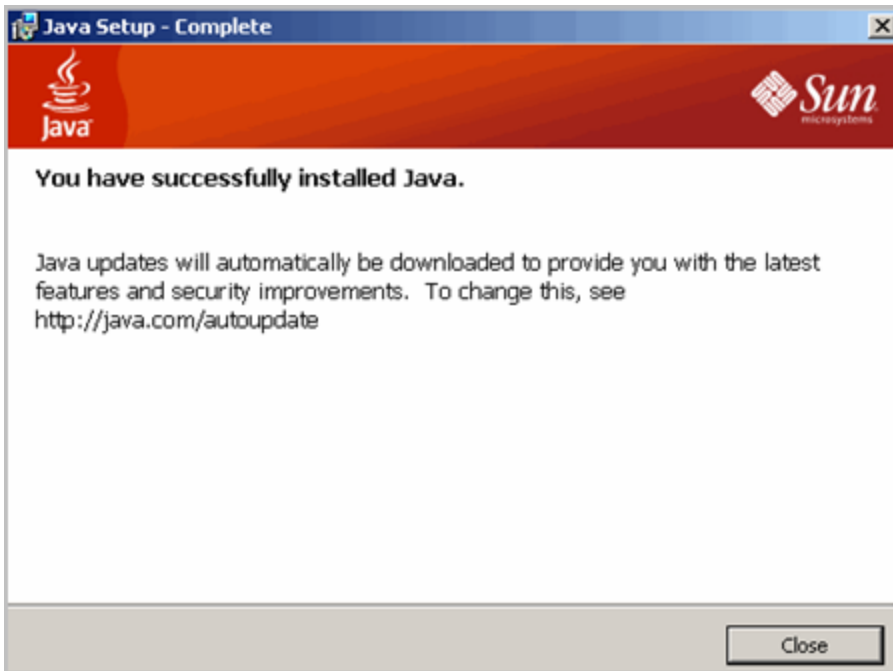 Java Setup - Complete
Java
Sun
microsystems
You have successfully installed Java.
Java updates will automatically be downloaded to provide you with the latest
features and security improvements.  To change this, see
http://java.com/autoupdate
Close